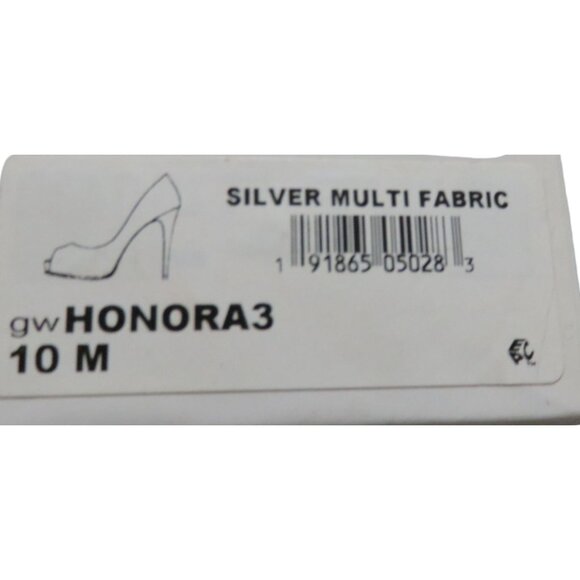 SILVER MULTI FABRIC
1 91865 05028 3
gwHONORA3
10 M